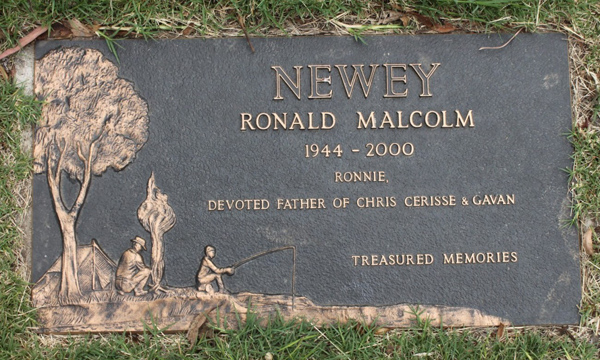 NEWEY
RONALD MALCOLM
1944 - 2000
RONNIE,
DEVOTED FATHER OF CHRIS CERISSE & GAVAN
TREASURED MEMORIES